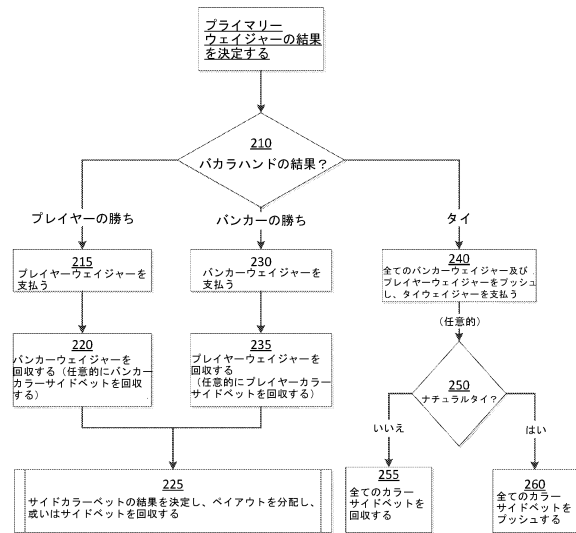 プライマリー
ウェイジャーの結果
を決定する
210
バカラハンドの結果？
プレイヤーの勝ち
バンカーの勝ち
タイ
215
プレイヤーウェイジャーを
支払う
230
バンカーウェイジャーを
支払う
240
全てのバンカーウェイジャー及び
プレイヤーウェイジャーをプッシュ
し、タイウェイジャーを支払う
220
バンカーウェイジャーを
回収する（任意的にバンカー
カラーサイドベットを回収
する）
235
プレイヤーウェイジャーを
回収する
（任意的にプレイヤーカラー
サイドベットを回収する）
（任意的）
250
ナチュラルタイ？
いいえ
はい
225
サイドカラーベットの結果を決定し、ペイアウトを分配し、
或いはサイドベットを回収する
255
全てのカラー
サイドベットを
回収する
260
全てのカラー
サイドベットを
プッシュする